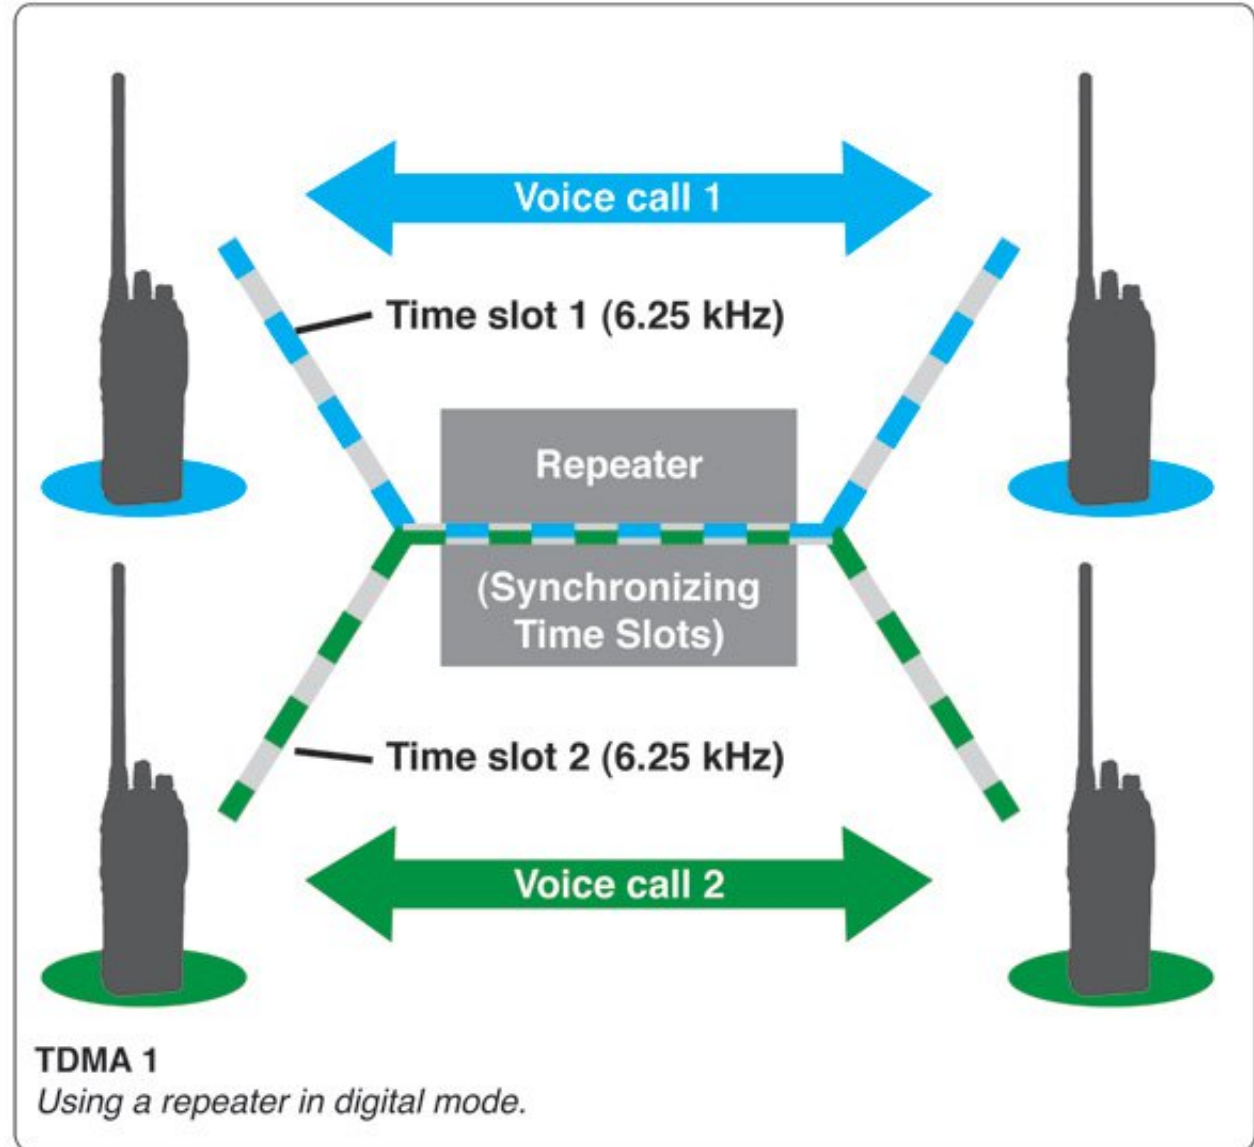 Voice call 1
Time slot 1 (6.25 kHz)
Repeater
(Synchronizing
Time Slots)
Time slot 2 (6.25 kHz)
Voice call 2
TDMA 1
Using a repeater in digital mode.